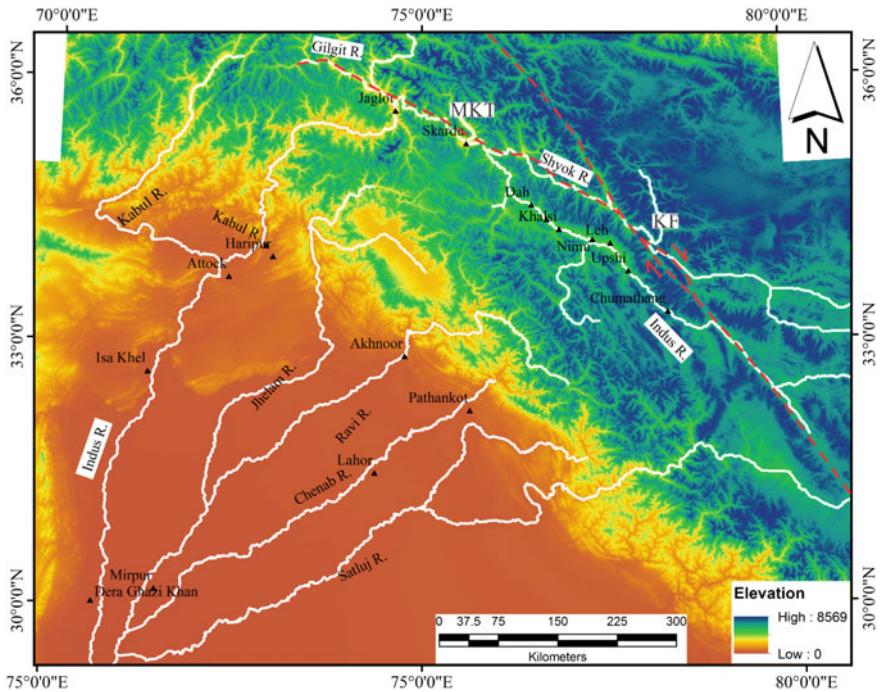 70°0'0"E 75°0'0"E 80°0'0"E
36°0'0"N
36°0'0"N
Gilgit R.
Jaglot
MKT
Skardu
Shyok R.
N
Dah
Khalsi
Kabul R.
Kabul R.
Haripur
Attock
Leh
Nimu
KF
Upshi
Chumathang
33°0'0"N
33°0'0"N
Indus R.
Akhnoor
Isa Khel
Jhelam R.
Pathankot
Ravi R.
Indus R.
Lahor
Chenab R.
Satluj R.
Mirpur
Dera Ghazi Khan
30°0'0"N
30°0'0"N
Elevation
High : 8569
Low : 0
0 37.5 75 150 225 300
Kilometers
75°0'0"E 75°0'0"E 80°0'0"E